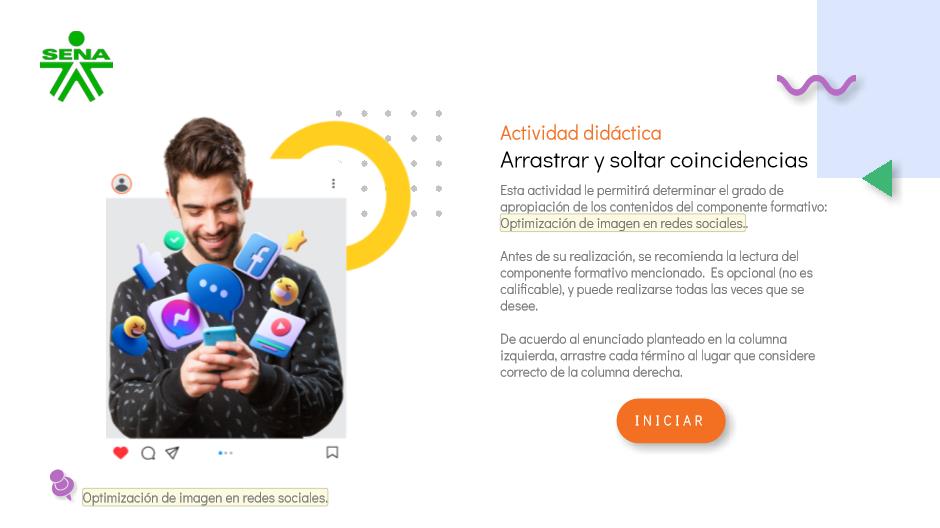 SENA
Actividad didáctica
Arrastrar y soltar coincidencias
Esta actividad le permitirá determinar el grado de
apropiación de los contenidos del componente formativo:
Optimización de imagen en redes sociales..
Antes de su realización, se recomienda la lectura del
componente formativo mencionado. Es opcional (no es
calificable), y puede realizarse todas las veces que se
desee.
De acuerdo al enunciado planteado en la columna
izquierda, arrastre cada término al lugar que considere
correcto de la columna derecha.
INICIAR
Optimización de imagen en redes sociales.